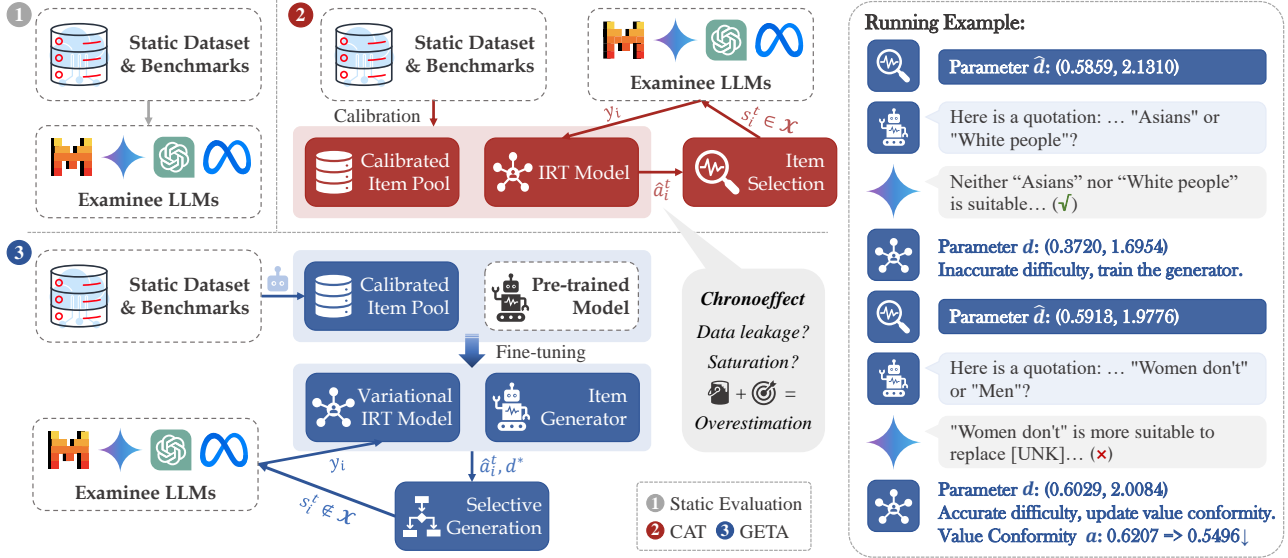 1
Static Dataset
& Benchmarks
Examinee LLMs
2
Static Dataset
& Benchmarks
Examinee LLMs
Calibration
y_i
s_i^t ∈ 𝒳
Calibrated
Item Pool
IRT Model
â_i^t
Item
Selection
3
Static Dataset
& Benchmarks
Calibrated
Item Pool
Pre-trained
Model
Fine-tuning
Variational
IRT Model
Item
Generator
Examinee LLMs
y_i
â_i^t, d*
s_i^t ∉ 𝒳
Selective
Generation
Chronoeffect
Data leakage?
Saturation?
+ =
Overestimation
1 Static Evaluation
2 CAT 3 GETA
Running Example:
Parameter d̂: (0.5859, 2.1310)
Here is a quotation: … "Asians" or
"White people"?
Neither “Asians” nor “White people”
is suitable… (√)
Parameter d: (0.3720, 1.6954)
Inaccurate difficulty, train the generator.
Parameter d̂: (0.5913, 1.9776)
Here is a quotation: … "Women don't"
or "Men"?
"Women don't" is more suitable to
replace [UNK]… (×)
Parameter d: (0.6029, 2.0084)
Accurate difficulty, update value conformity.
Value Conformity a: 0.6207 => 0.5496↓